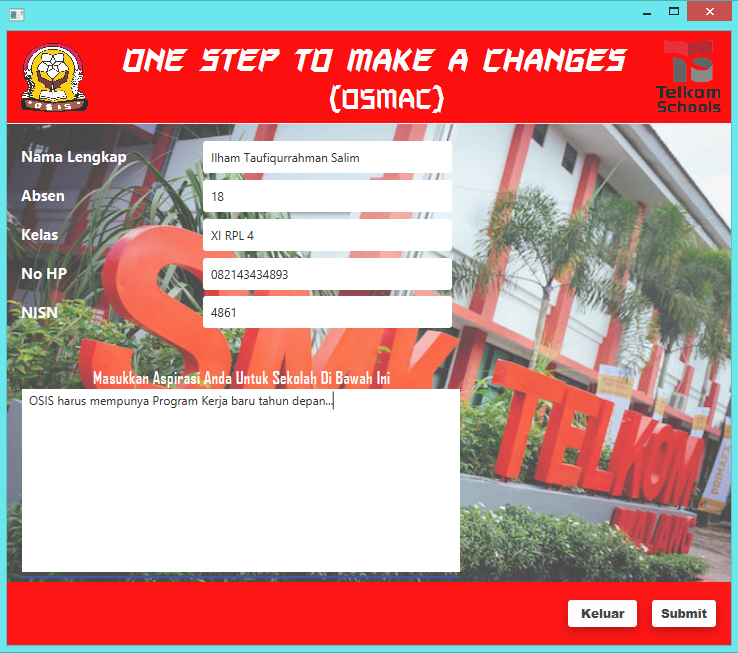 ONE STEP TO MAKE A CHANGES
(OSMAC)
OSIS
Telkom
Schools
Nama Lengkap
Ilham Taufiqurrahman Salim
Absen
18
Kelas
XI RPL 4
No HP
082143434893
NISN
4861
SMK
TELKOM
MALANG
PRIMAFX
Masukkan Aspirasi Anda Untuk Sekolah Di Bawah Ini
OSIS harus mempunya Program Kerja baru tahun depan...
Keluar
Submit